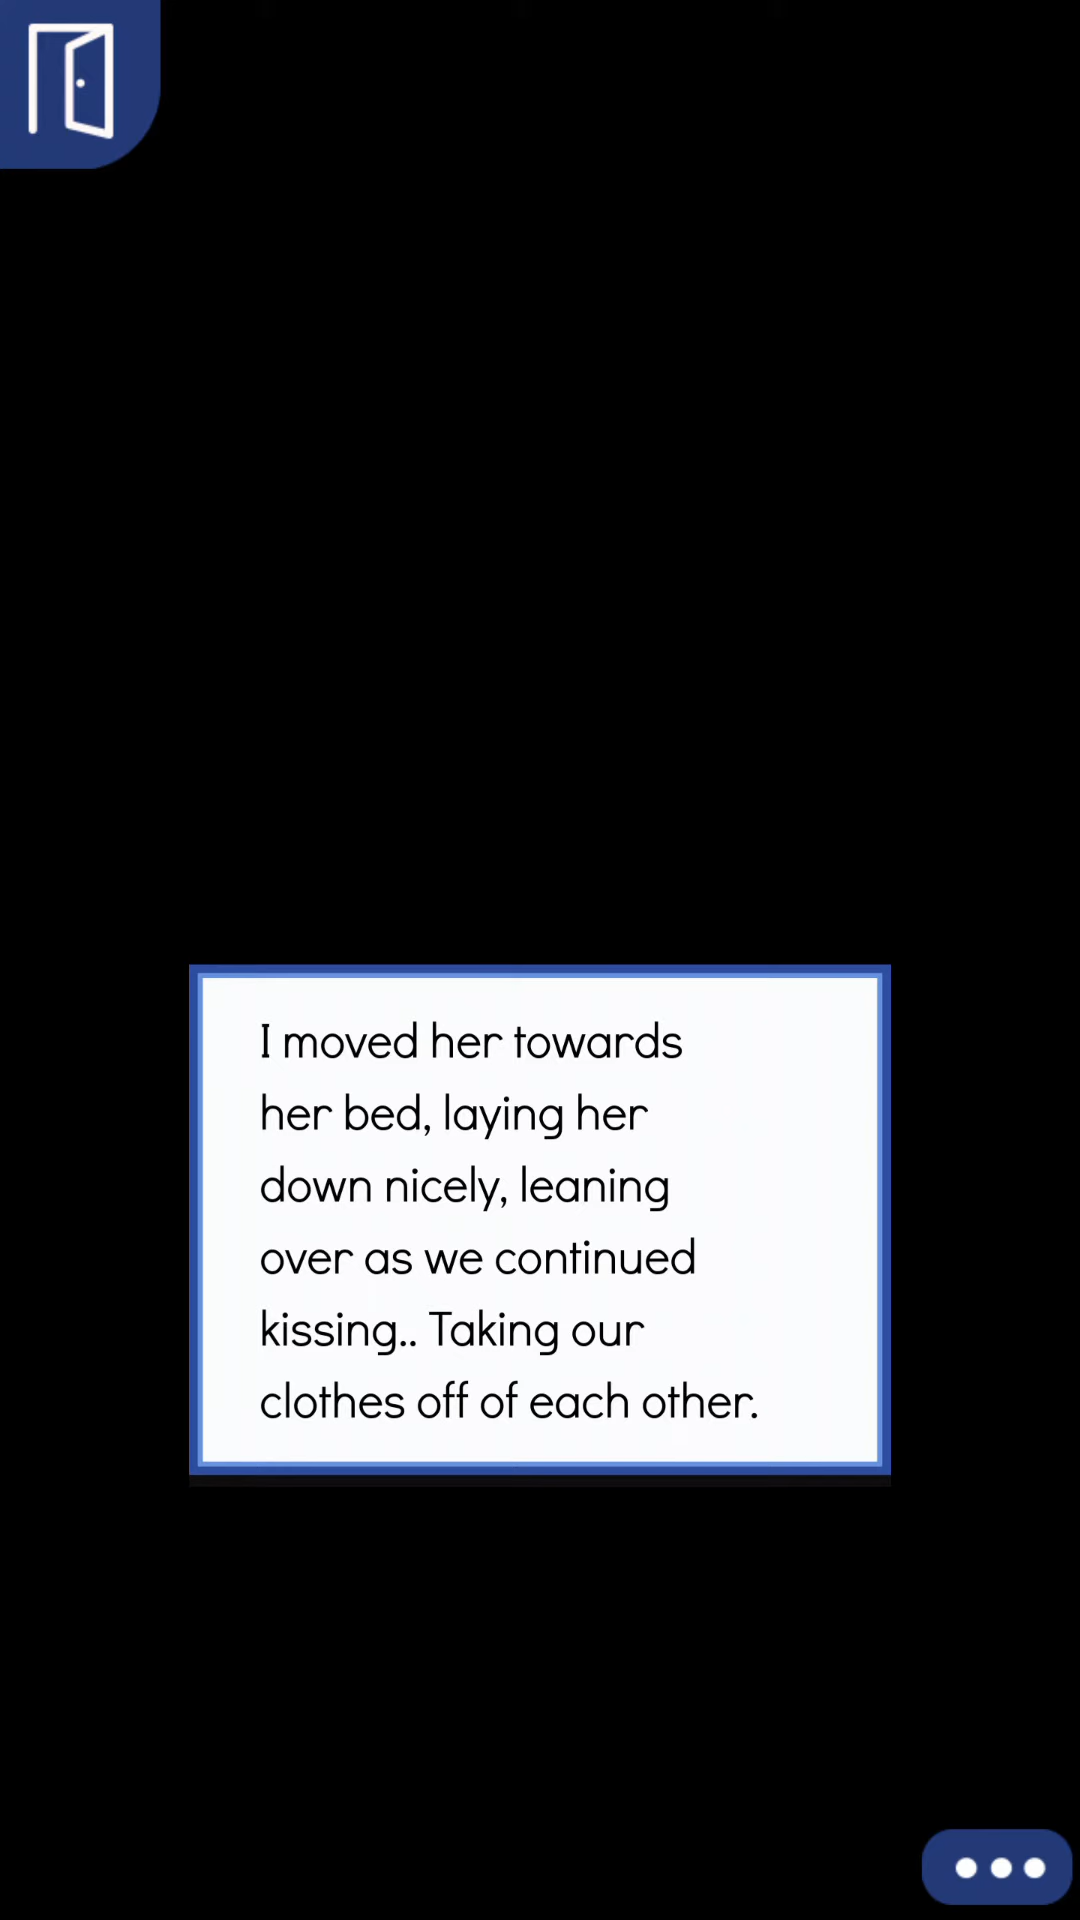 I moved her towards
her bed, laying her
down nicely, leaning
over as we continued
kissing.. Taking our
clothes off of each other.